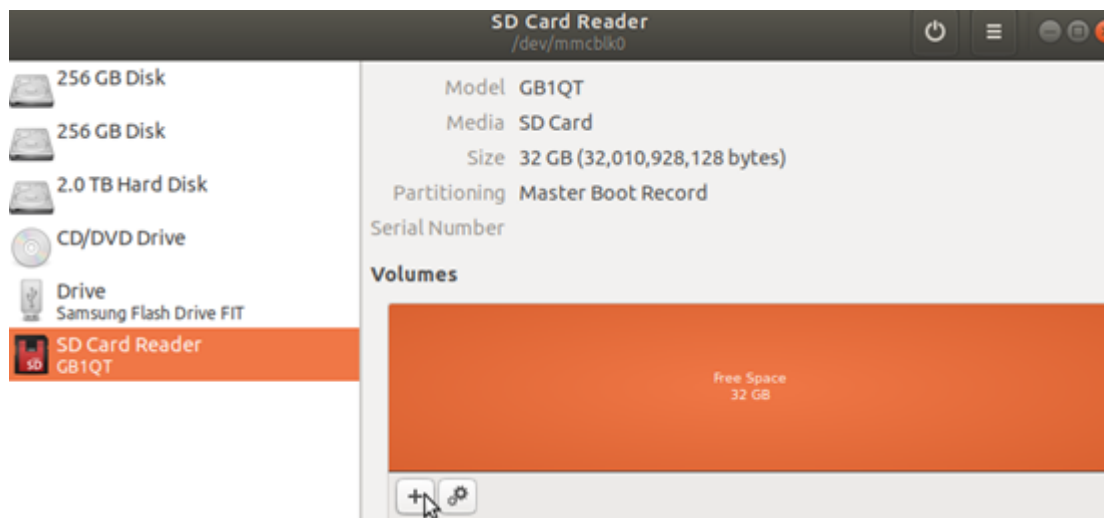 SD Card Reader
/dev/mmcblk0
256 GB Disk
256 GB Disk
2.0 TB Hard Disk
CD/DVD Drive
Drive
Samsung Flash Drive FIT
SD Card Reader
GB1QT
Model GB1QT
Media SD Card
Size 32 GB (32,010,928,128 bytes)
Partitioning Master Boot Record
Serial Number
Volumes
Free Space
32 GB